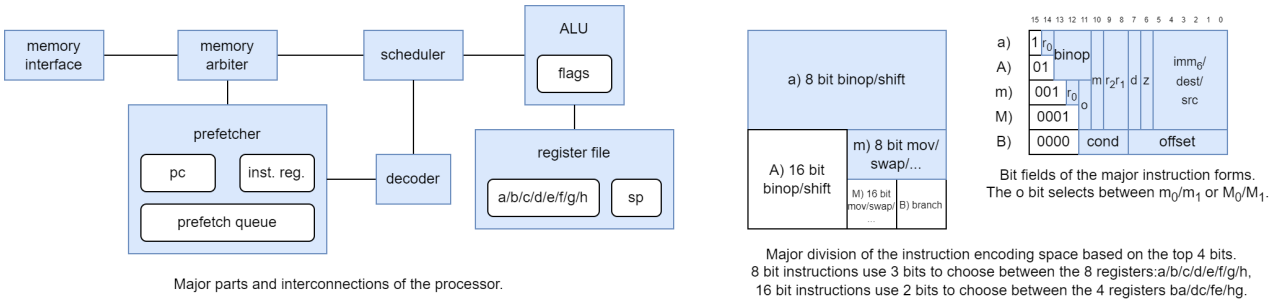 memory
interface
memory
arbiter
scheduler
ALU
flags
prefetcher
pc
inst. reg.
prefetch queue
decoder
register file
a/b/c/d/e/f/g/h
sp
Major parts and interconnections of the processor.
a) 8 bit binop/shift
A) 16 bit
binop/shift
m) 8 bit mov/
swap/...
M) 16 bit
mov/swap/
...
B) branch
Major division of the instruction encoding space based on the top 4 bits.
8 bit instructions use 3 bits to choose between the 8 registers:a/b/c/d/e/f/g/h,
16 bit instructions use 2 bits to choose between the 4 registers ba/dc/fe/hg.
15 14 13 12 11 10 9 8 7 6 5 4 3 2 1 0
a) 1 r0
A) 01
binop
m) 001 r0
o
M) 0001
m r2r1 d z
imm6/
dest/
src
B) 0000 cond offset
Bit fields of the major instruction forms.
The o bit selects between m0/m1 or M0/M1.